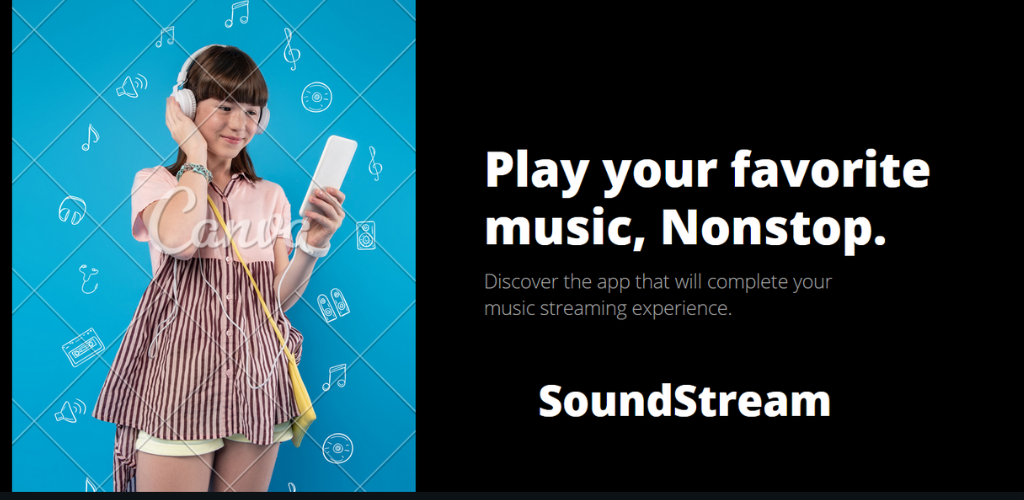 Canva
Play your favorite
music, Nonstop.
Discover the app that will complete your
music streaming experience.
SoundStream